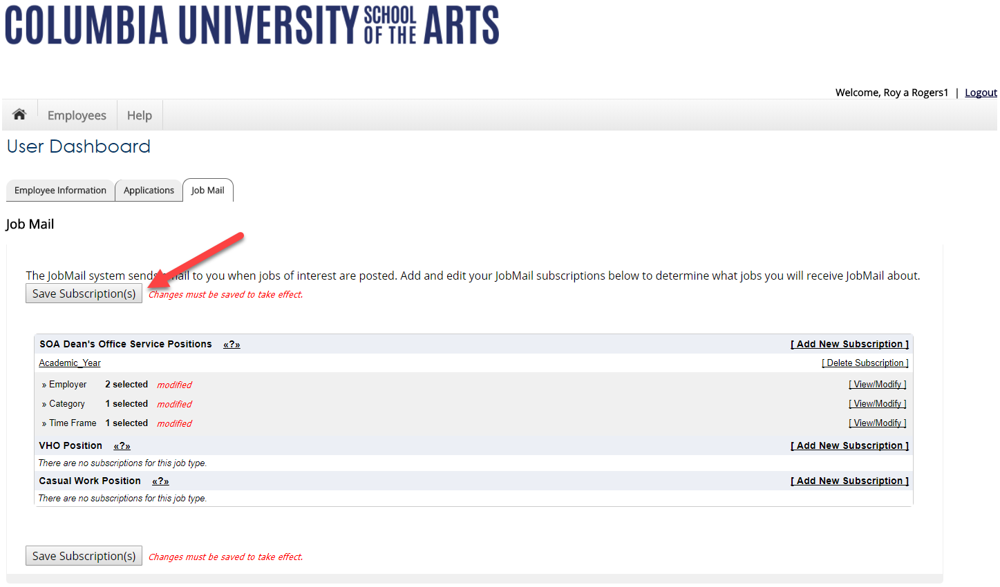 COLUMBIA UNIVERSITY SCHOOL OF THE ARTS
Welcome, Roy a Rogers1 | Logout
Employees Help
User Dashboard
Employee Information Applications Job Mail
Job Mail
The JobMail system sends email to you when jobs of interest are posted. Add and edit your JobMail subscriptions below to determine what jobs you will receive JobMail about.
Save Subscription(s) Changes must be saved to take effect.
SOA Dean's Office Service Positions «?» [ Add New Subscription ]
Academic_Year [ Delete Subscription ]
» Employer 2 selected modified [ View/Modify ]
» Category 1 selected modified [ View/Modify ]
» Time Frame 1 selected modified [ View/Modify ]
VHO Position «?» [ Add New Subscription ]
There are no subscriptions for this job type.
Casual Work Position «?» [ Add New Subscription ]
There are no subscriptions for this job type.
Save Subscription(s) Changes must be saved to take effect.